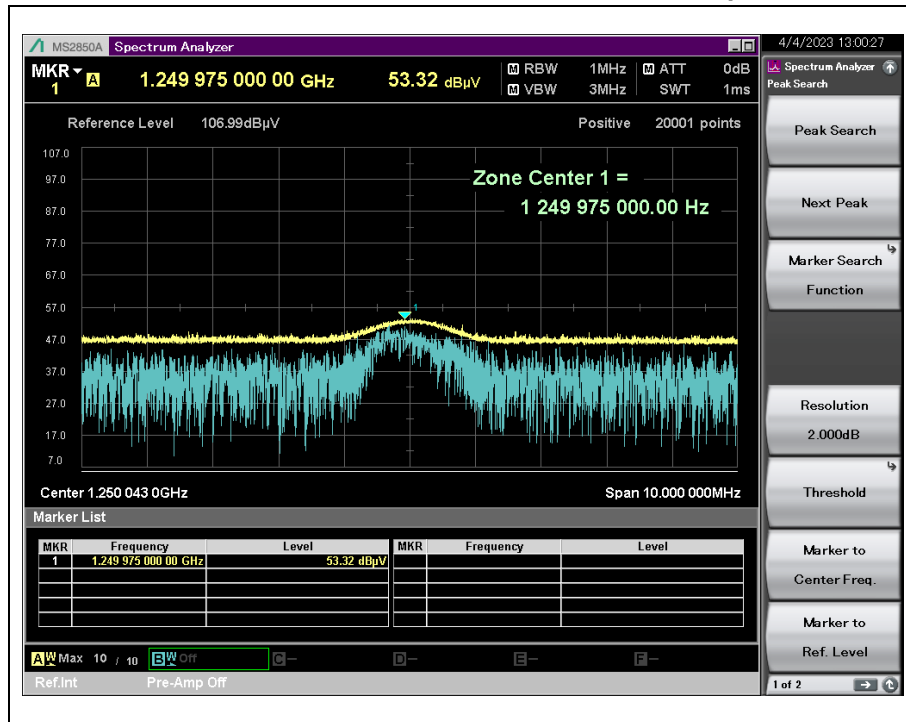 MS2850A Spectrum Analyzer
4/4/2023 13:00:27
MKR 1 A 1.249 975 000 00 GHz 53.32 dBµV
M RBW 1MHz M ATT 0dB
M VBW 3MHz SWT 1ms
Reference Level 106.99dBµV Positive 20001 points
107.0
97.0
87.0
77.0
67.0
57.0
47.0
37.0
27.0
17.0
7.0
Zone Center 1 =
1 249 975 000.00 Hz
1
Center 1.250 043 0GHz Span 10.000 000MHz
Marker List
MKR Frequency Level MKR Frequency Level
1 1.249 975 000 00 GHz 53.32 dBµV
A W Max 10 / 10 B W Off C - D - E - F -
Ref.Int Pre-Amp Off
Spectrum Analyzer
Peak Search
Peak Search
Next Peak
Marker Search
Function
Resolution
2.000dB
Threshold
Marker to
Center Freq.
Marker to
Ref. Level
1 of 2